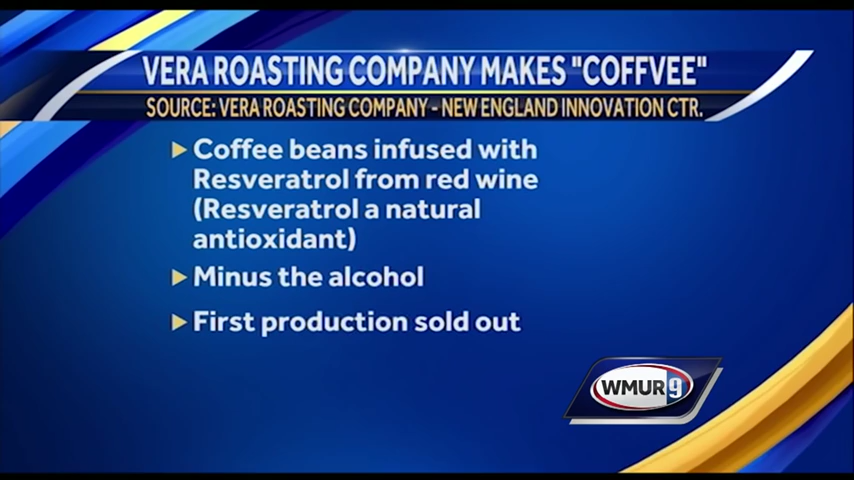 VERA ROASTING COMPANY MAKES "COFFVEE"
SOURCE: VERA ROASTING COMPANY - NEW ENGLAND INNOVATION CTR.
Coffee beans infused with
Resveratrol from red wine
(Resveratrol a natural
antioxidant)
Minus the alcohol
First production sold out
WMUR 9